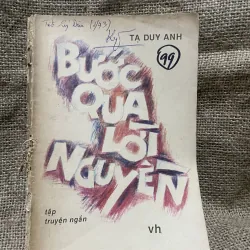 TẠ DUY ANH
99
BƯỚC
QUA
LỜI
NGUYỀN
tập
truyện ngắn
vh